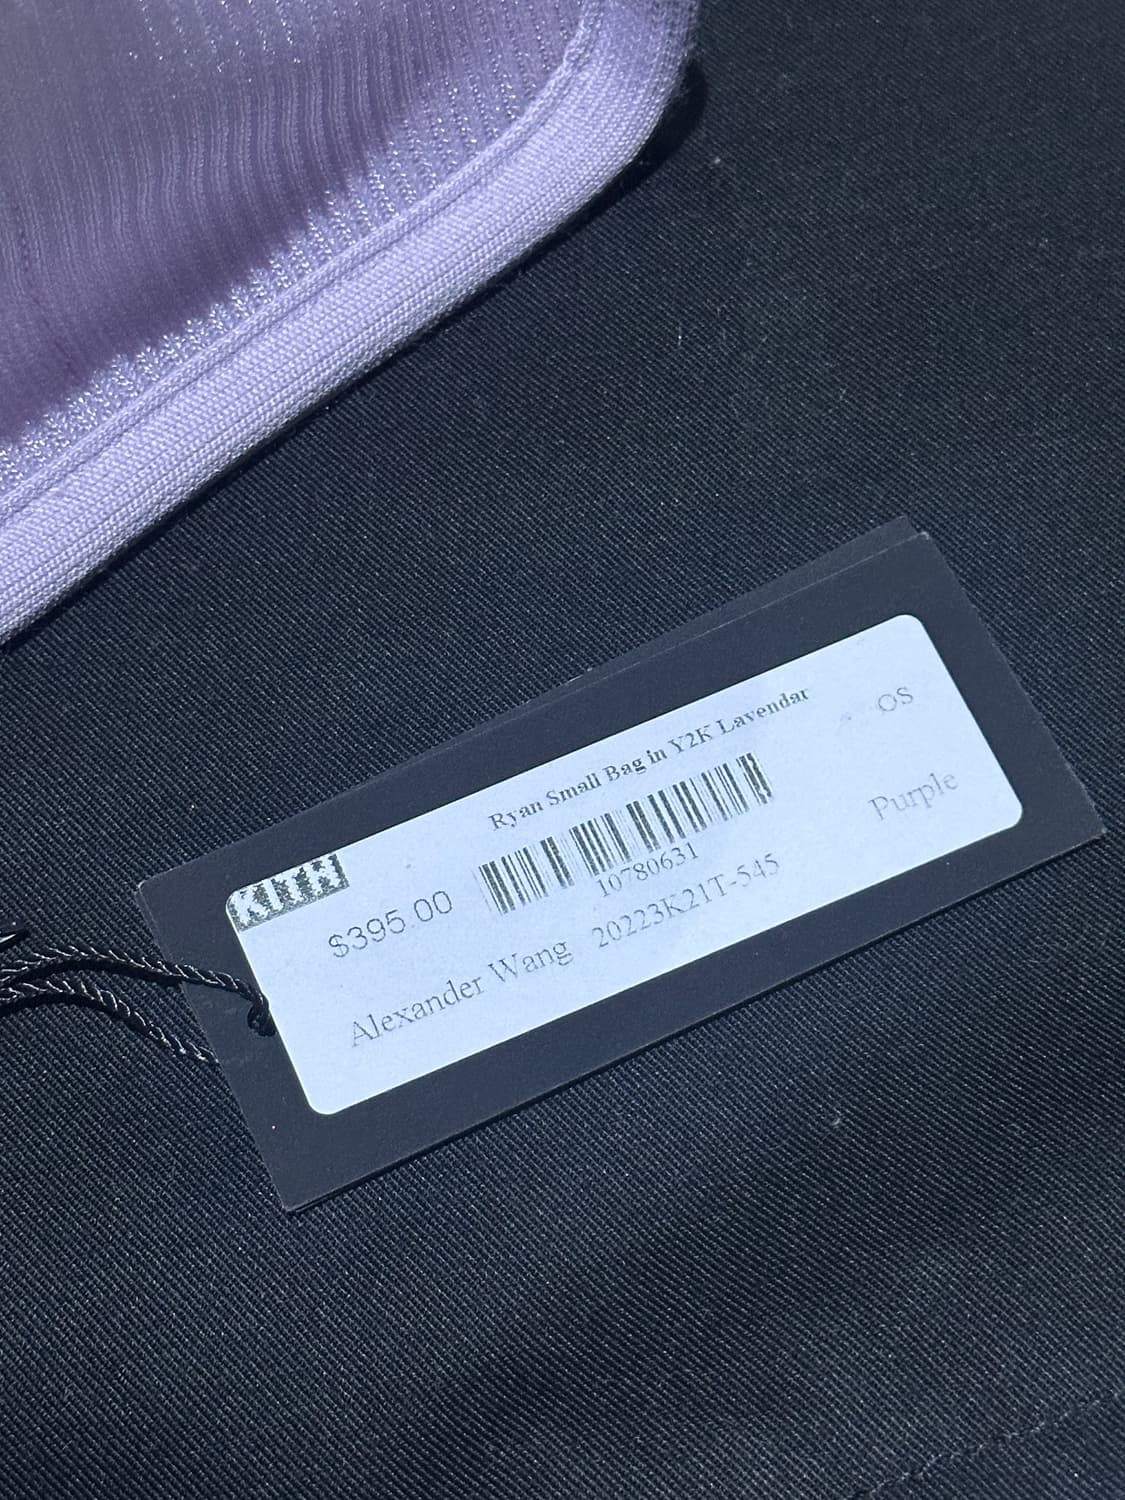 KITH
Ryan Small Bag in Y2K Lavendar
OS
$395.00
10780631
Purple
Alexander Wang 20223K21T-545